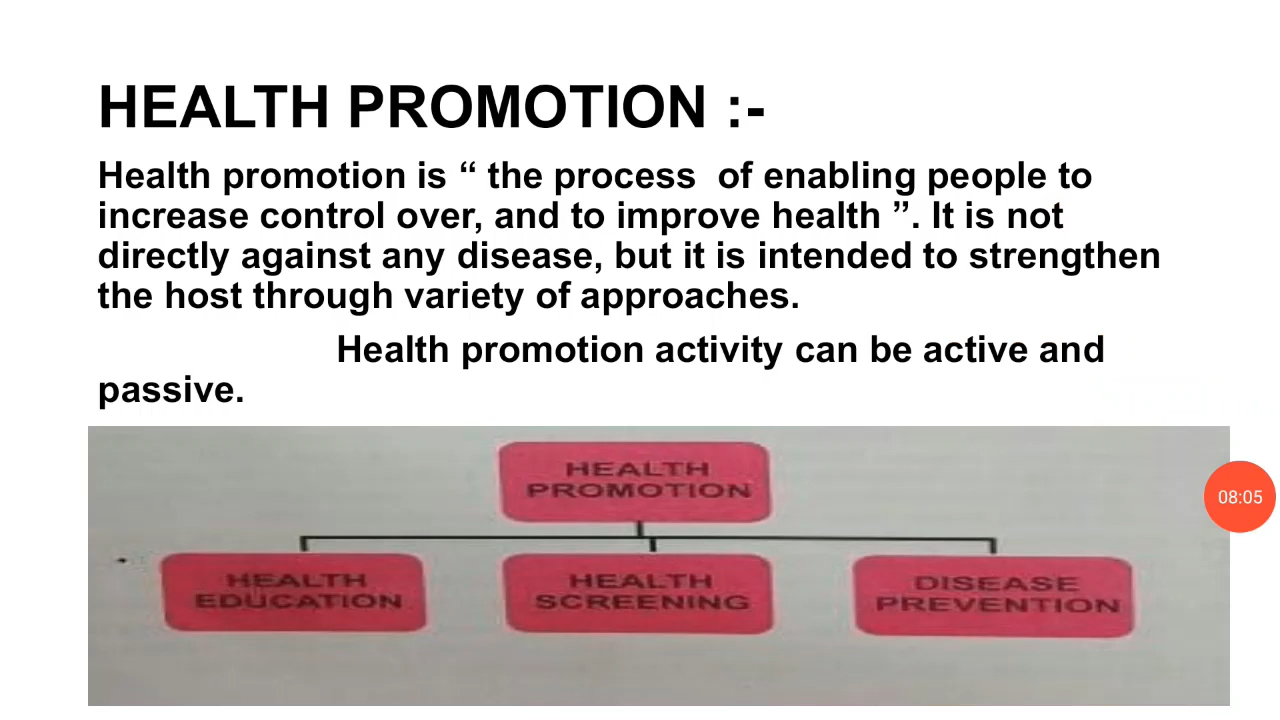 HEALTH PROMOTION :-
Health promotion is “ the process of enabling people to
increase control over, and to improve health ”. It is not
directly against any disease, but it is intended to strengthen
the host through variety of approaches.
Health promotion activity can be active and
passive.
HEALTH
PROMOTION
HEALTH
EDUCATION
HEALTH
SCREENING
DISEASE
PREVENTION
08:05